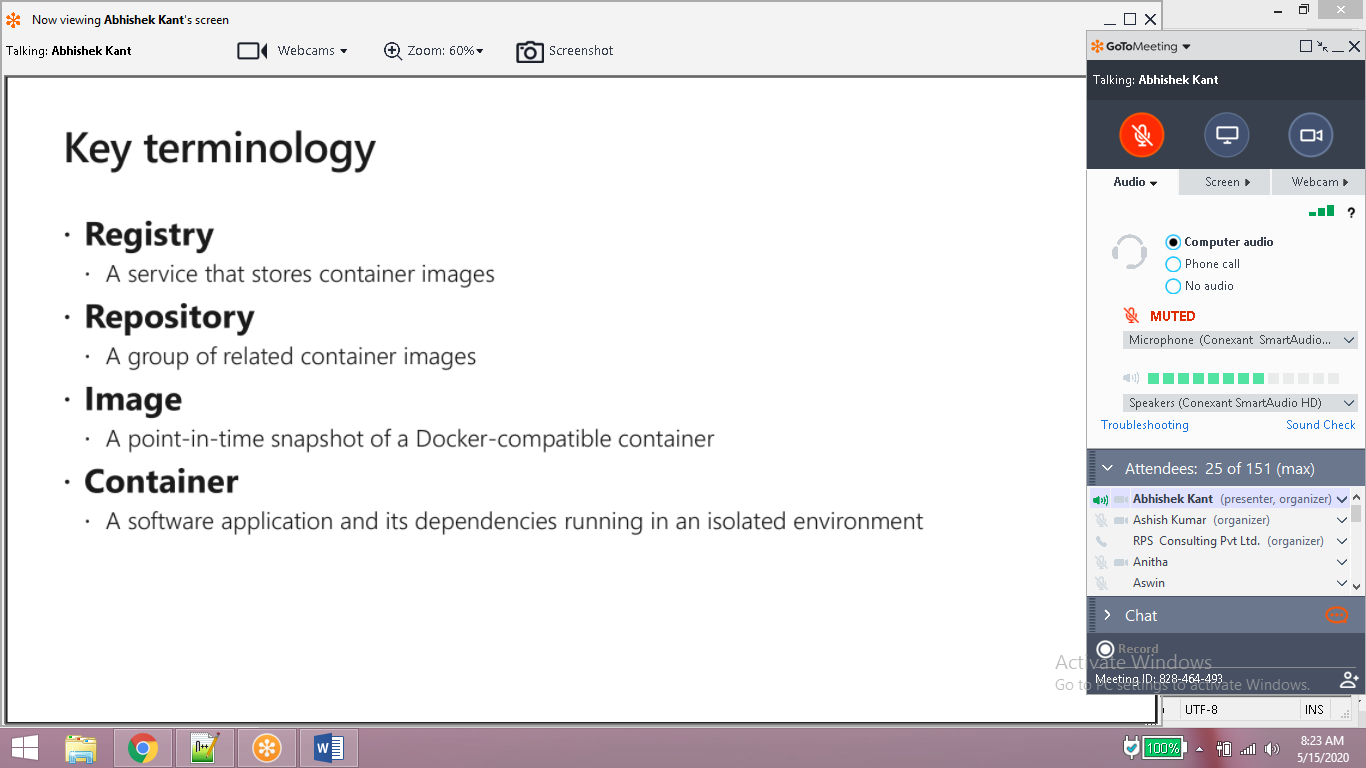 Now viewing Abhishek Kant's screen
Talking: Abhishek Kant
Webcams
Zoom: 60%
Screenshot
Key terminology
· Registry
· A service that stores container images
· Repository
· A group of related container images
· Image
· A point-in-time snapshot of a Docker-compatible container
· Container
· A software application and its dependencies running in an isolated environment
GoToMeeting
Talking: Abhishek Kant
Audio Screen Webcam
?
Computer audio
Phone call
No audio
MUTED
Microphone (Conexant SmartAudio...
Speakers (Conexant SmartAudio HD)
Troubleshooting Sound Check
Attendees: 25 of 151 (max)
Abhishek Kant (presenter, organizer)
Ashish Kumar (organizer)
RPS Consulting Pvt Ltd. (organizer)
Anitha
Aswin
Chat
Record
Activate Windows
Meeting ID: 828-464-493
Go to PC settings to activate Windows.
UTF-8 INS
100%
8:23 AM
5/15/2020